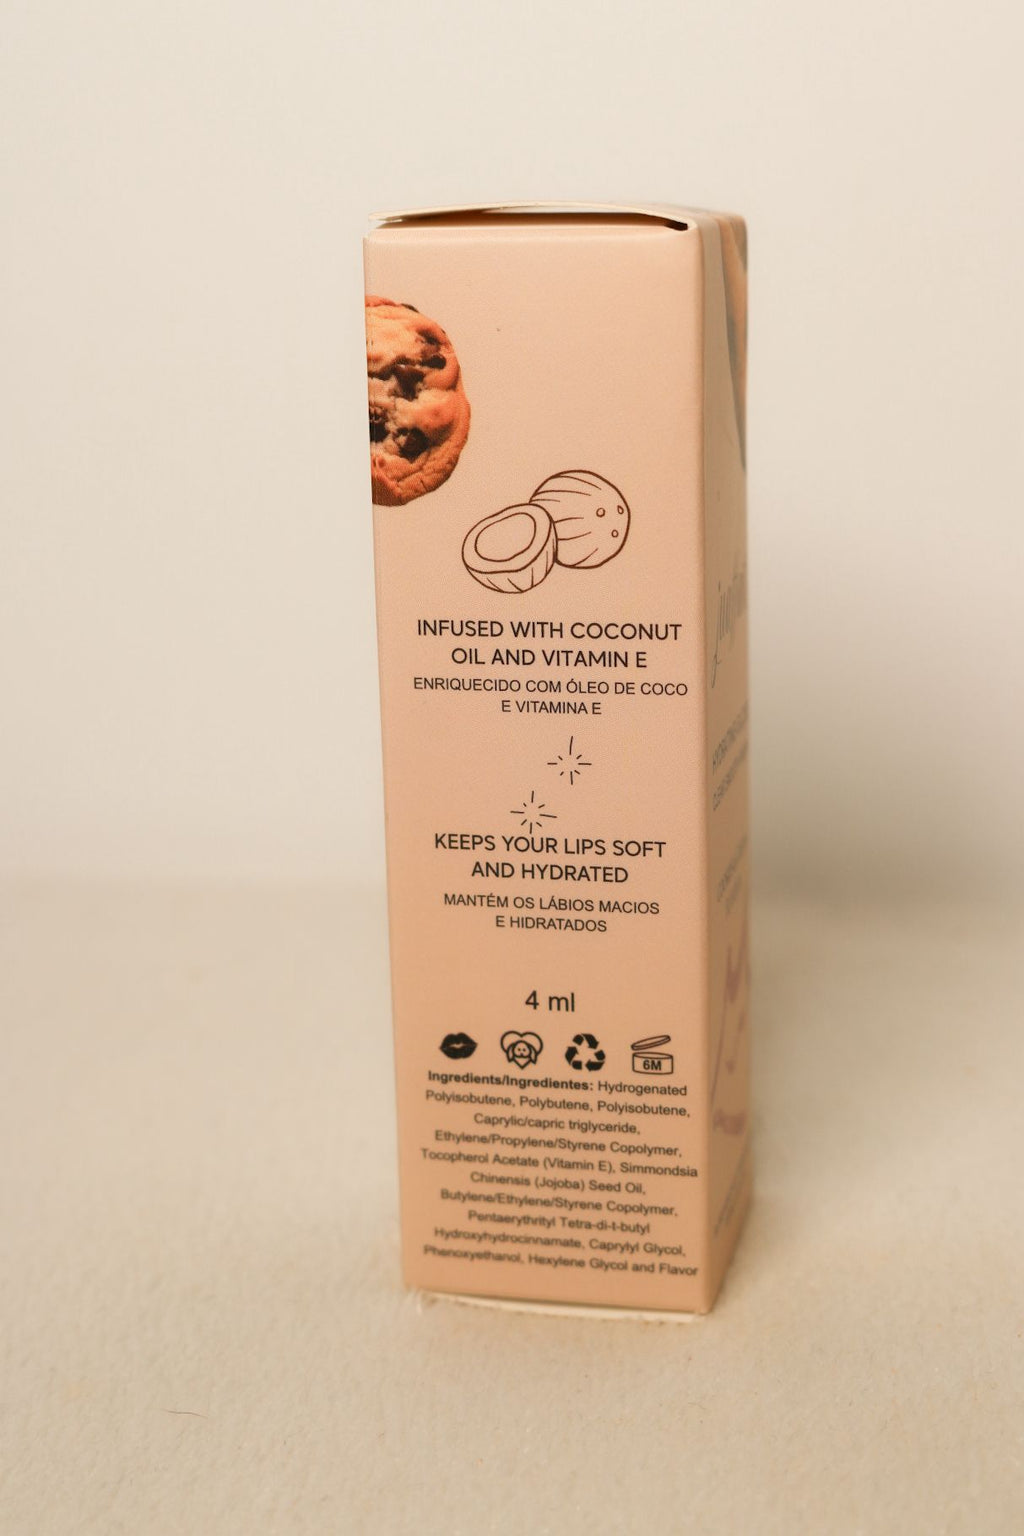 INFUSED WITH COCONUT
OIL AND VITAMIN E
ENRIQUECIDO COM ÓLEO DE COCO
E VITAMINA E
KEEPS YOUR LIPS SOFT
AND HYDRATED
MANTÉM OS LÁBIOS MACIOS
E HIDRATADOS
4 ml
6M
Ingredients/Ingredientes: Hydrogenated
Polyisobutene, Polybutene, Polyisobutene,
Caprylic/capric triglyceride,
Ethylene/Propylene/Styrene Copolymer,
Tocopherol Acetate (Vitamin E), Simmondsia
Chinensis (Jojoba) Seed Oil,
Butylene/Ethylene/Styrene Copolymer,
Pentaerythrityl Tetra-di-t-butyl
Hydroxyhydrocinnamate, Caprylyl Glycol,
Phenoxyethanol, Hexylene Glycol and Flavor